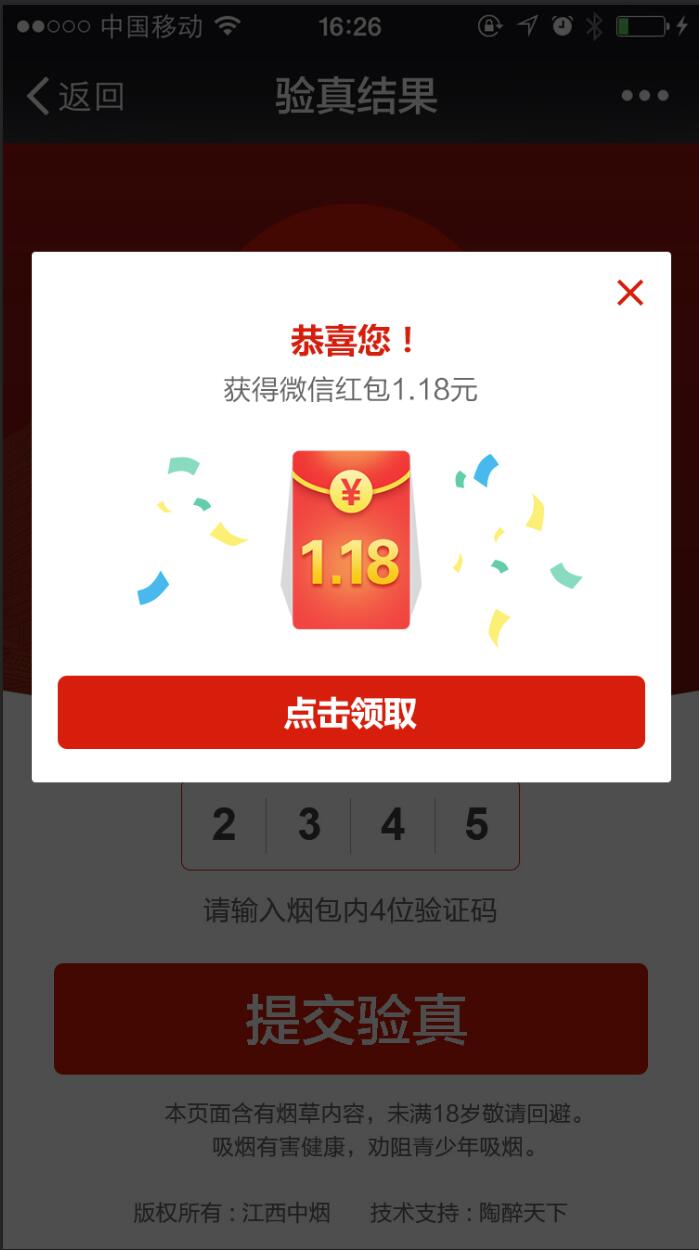 中国移动 16:26
返回 验真结果
恭喜您！
获得微信红包1.18元
¥
1.18
点击领取
2 3 4 5
请输入烟包内4位验证码
提交验真
本页面含有烟草内容，未满18岁敬请回避。
吸烟有害健康，劝阻青少年吸烟。
版权所有：江西中烟 技术支持：陶醉天下